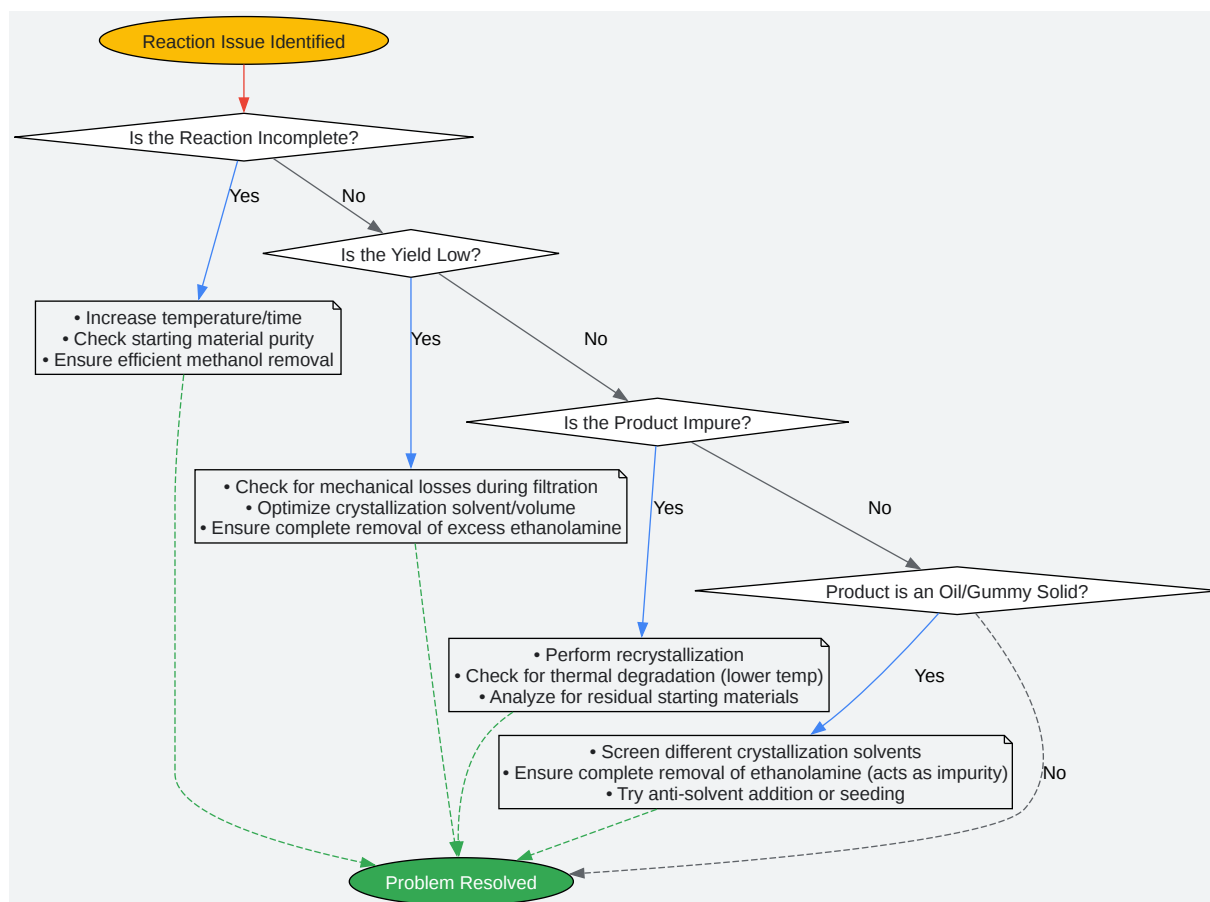 Reaction Issue Identified
Is the Reaction Incomplete?
Yes
No
Is the Yield Low?
• Increase temperature/time
• Check starting material purity
• Ensure efficient methanol removal
Yes
No
Is the Product Impure?
• Check for mechanical losses during filtration
• Optimize crystallization solvent/volume
• Ensure complete removal of excess ethanolamine
Yes
No
Product is an Oil/Gummy Solid?
• Perform recrystallization
• Check for thermal degradation (lower temp)
• Analyze for residual starting materials
Yes
• Screen different crystallization solvents
• Ensure complete removal of ethanolamine (acts as impurity)
• Try anti-solvent addition or seeding
No
Problem Resolved